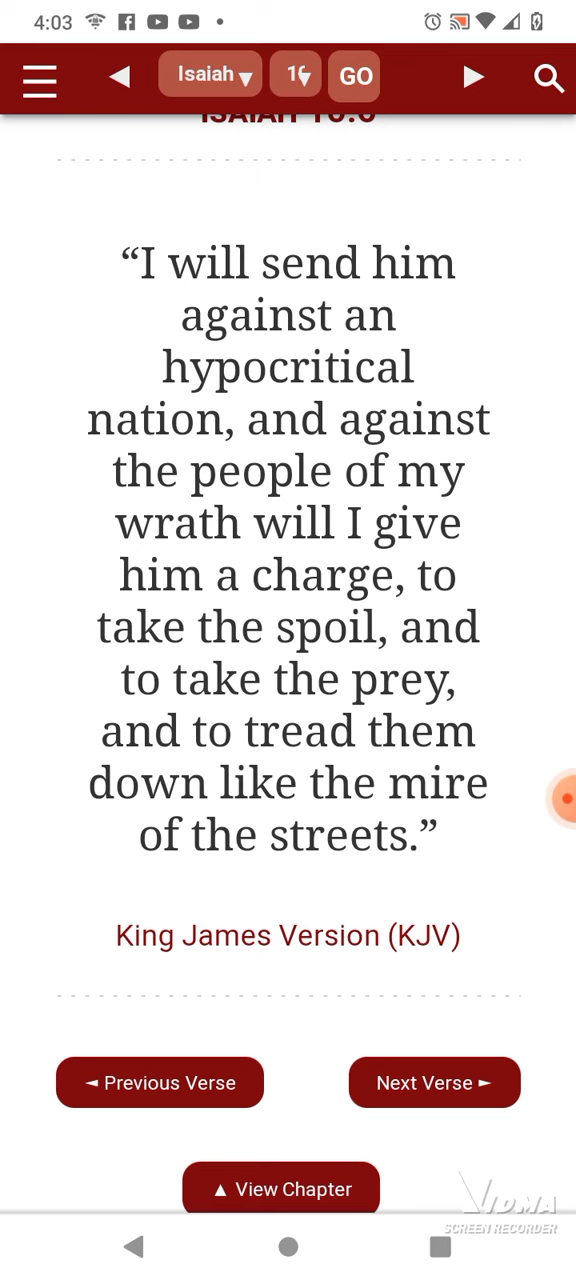 4:03
Isaiah
GO
“I will send him
against an
hypocritical
nation, and against
the people of my
wrath will I give
him a charge, to
take the spoil, and
to take the prey,
and to tread them
down like the mire
of the streets.”
King James Version (KJV)
◄ Previous Verse
Next Verse ►
▲ View Chapter
VIDMA
SCREEN RECORDER